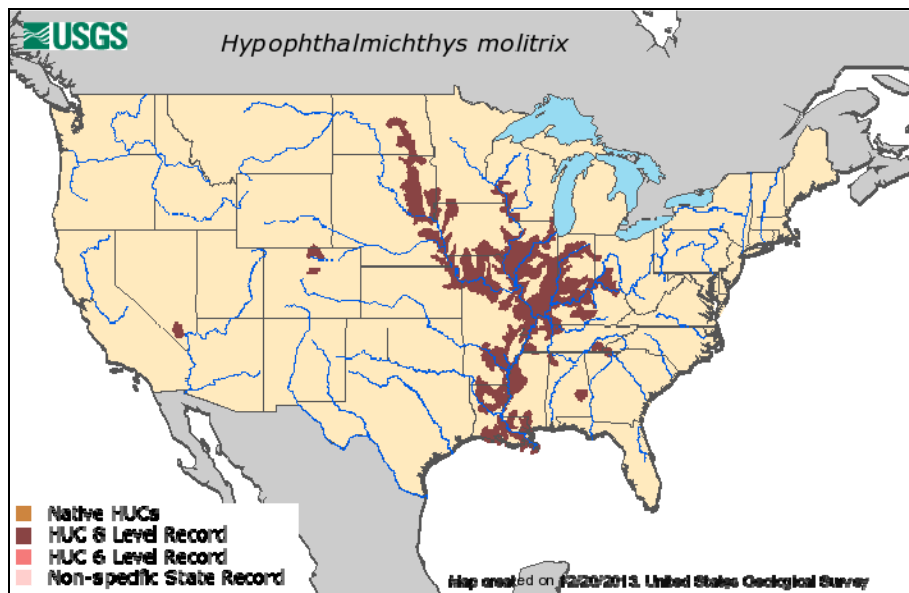 USGS
Hypophthalmichthys molitrix
Native HUCs
HUC 8 Level Record
HUC 6 Level Record
Non-specific State Record
Map created on 12/20/2013. United States Geological Survey